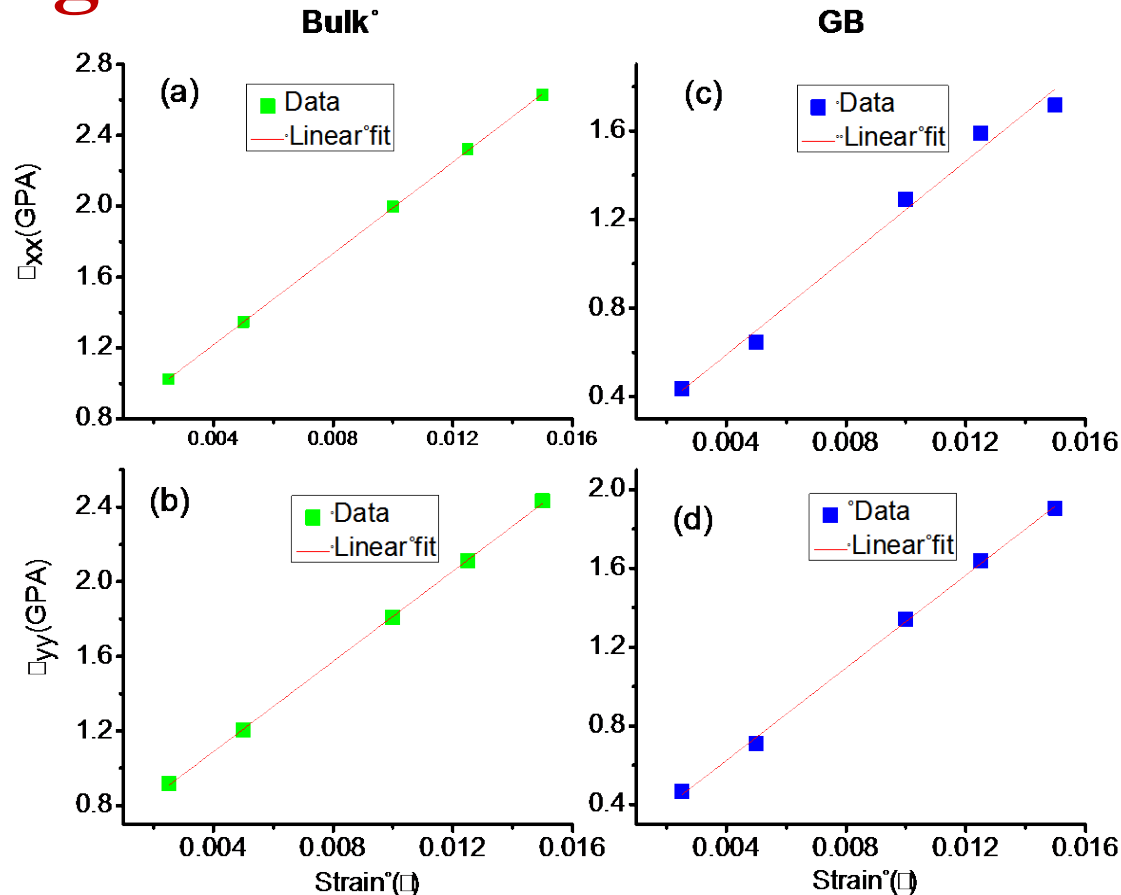 g
Bulk° GB
(a)
Data
°Linear°fit
2.8
2.4
2.0
1.6
1.2
0.8
□xx(GPA)
0.004 0.008 0.012 0.016
(c)
°Data
°°Linear°fit
1.6
1.2
0.8
0.4
0.004 0.008 0.012 0.016
(b)
°Data
°Linear°fit
2.4
2.0
1.6
1.2
0.8
□yy(GPA)
0.004 0.008 0.012 0.016
Strain°(□)
(d)
°Data
°Linear°fit
2.0
1.6
1.2
0.8
0.4
0.004 0.008 0.012 0.016
Strain°(□)